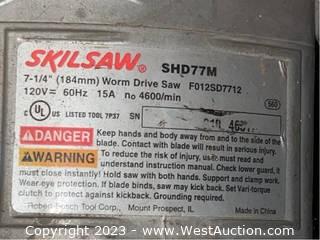 SKILSAW® SHD77M
7-1/4" (184mm) Worm Drive Saw F012SD7712
120V~ 60Hz 15A no 4600/min
C UL US LISTED TOOL 7P37 SN 560
DANGER Keep hands and body away from and to the side of the
blade. Contact with blade will result in serious injury.
WARNING To reduce the risk of injury, user must read and
understand instruction manual. Check lower guard, it
must close instantly! Hold saw with both hands. Support and clamp work.
Wear eye protection. If blade binds, saw may kick back. Set Vari-torque
clutch to protect against kickback. Grounding required.
Robert Bosch Tool Corp., Mount Prospect, IL Made in China
Copyright 2023 - WestAuction.com